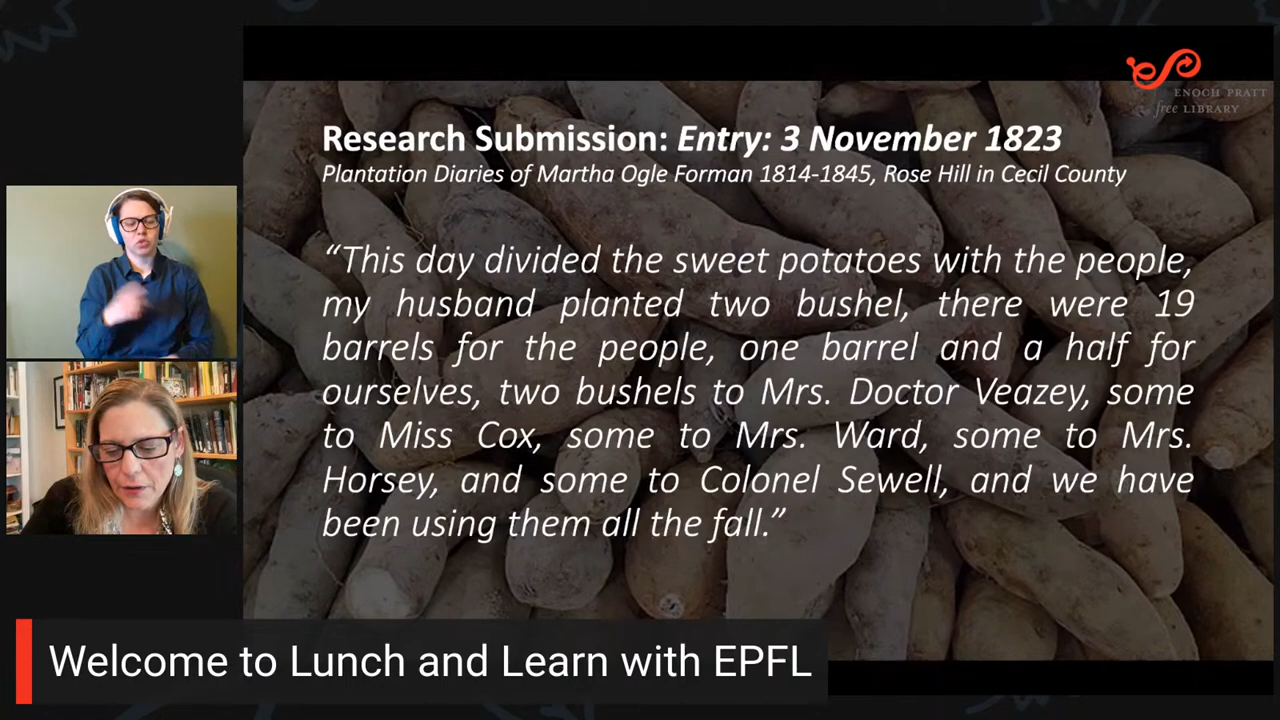 ENOCH PRATT
free LIBRARY
Research Submission: Entry: 3 November 1823
Plantation Diaries of Martha Ogle Forman 1814-1845, Rose Hill in Cecil County
“This day divided the sweet potatoes with the people,
my husband planted two bushel, there were 19
barrels for the people, one barrel and a half for
ourselves, two bushels to Mrs. Doctor Veazey, some
to Miss Cox, some to Mrs. Ward, some to Mrs.
Horsey, and some to Colonel Sewell, and we have
been using them all the fall.”
Welcome to Lunch and Learn with EPFL